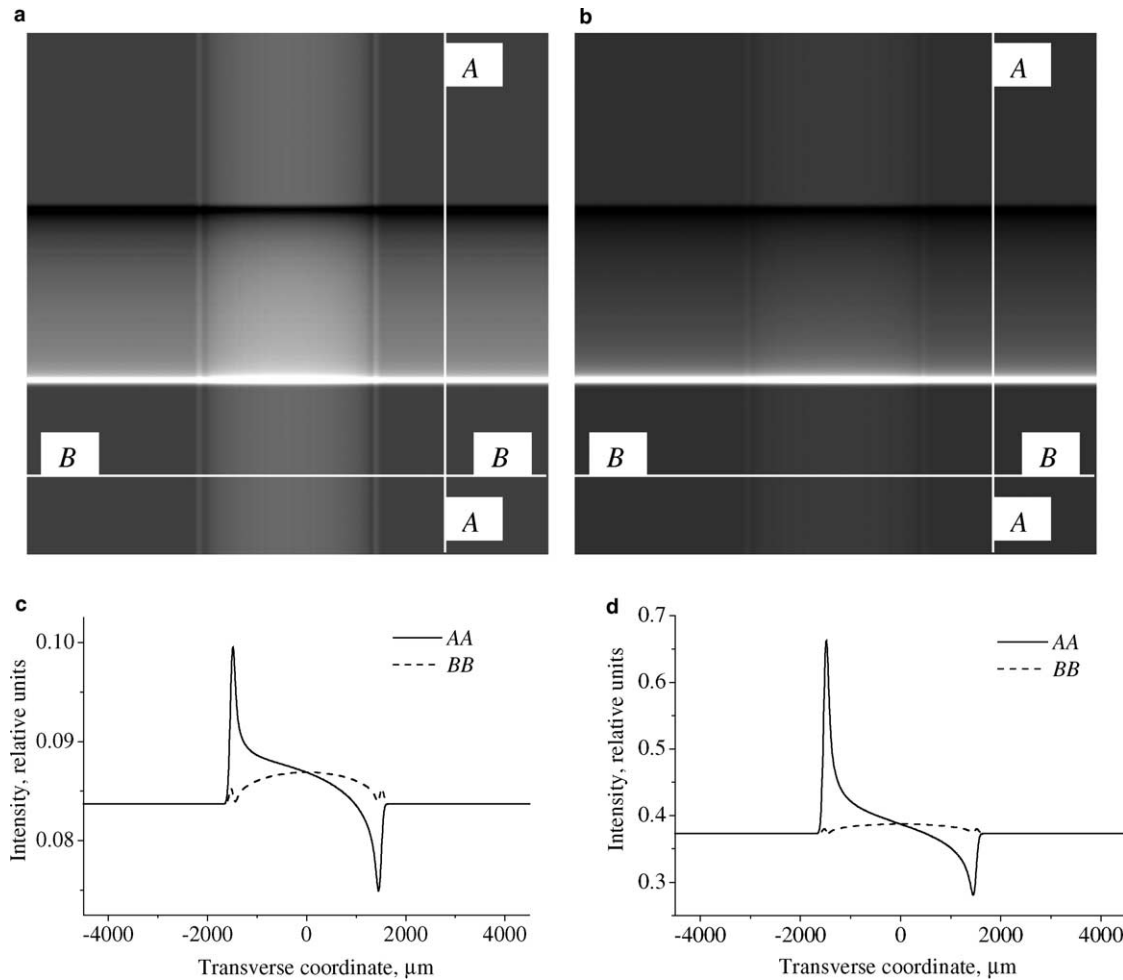 a
b
A
A
B
B
B
B
A
A
c
d
0.10
0.09
0.08
AA
BB
Intensity, relative units
-4000
-2000
0
2000
4000
Transverse coordinate, μm
0.7
0.6
0.5
0.4
0.3
AA
BB
Intensity, relative units
-4000
-2000
0
2000
4000
Transverse coordinate, μm